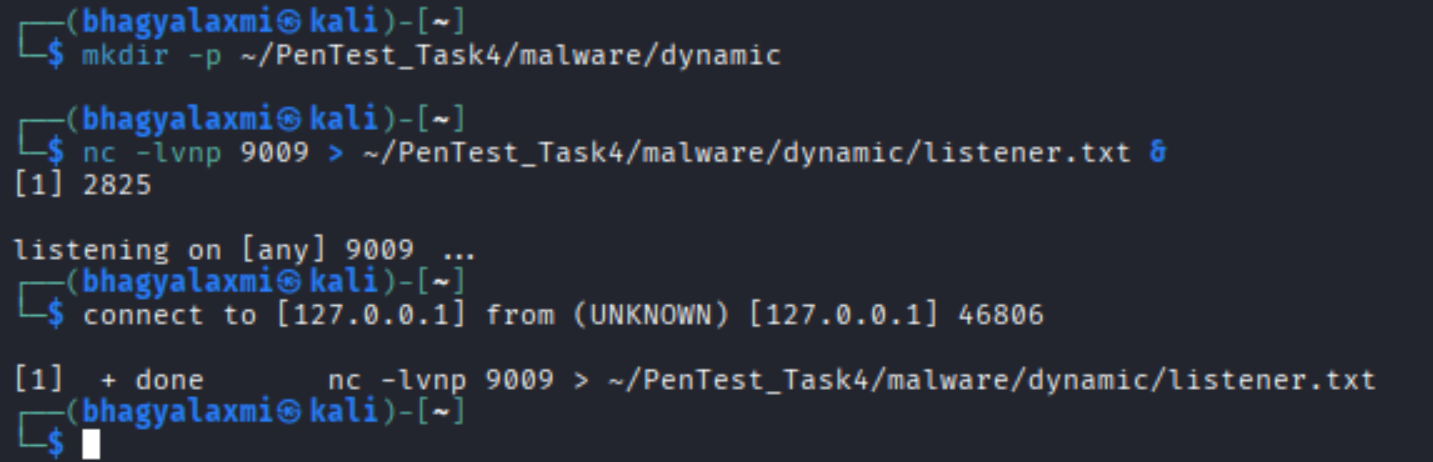 ┌──(bhagyalaxmi㉿kali)-[~]
└─$ mkdir -p ~/PenTest_Task4/malware/dynamic
┌──(bhagyalaxmi㉿kali)-[~]
└─$ nc -lvnp 9009 > ~/PenTest_Task4/malware/dynamic/listener.txt &
[1] 2825
listening on [any] 9009 ...
┌──(bhagyalaxmi㉿kali)-[~]
└─$ connect to [127.0.0.1] from (UNKNOWN) [127.0.0.1] 46806
[1]  + done       nc -lvnp 9009 > ~/PenTest_Task4/malware/dynamic/listener.txt
┌──(bhagyalaxmi㉿kali)-[~]
└─$